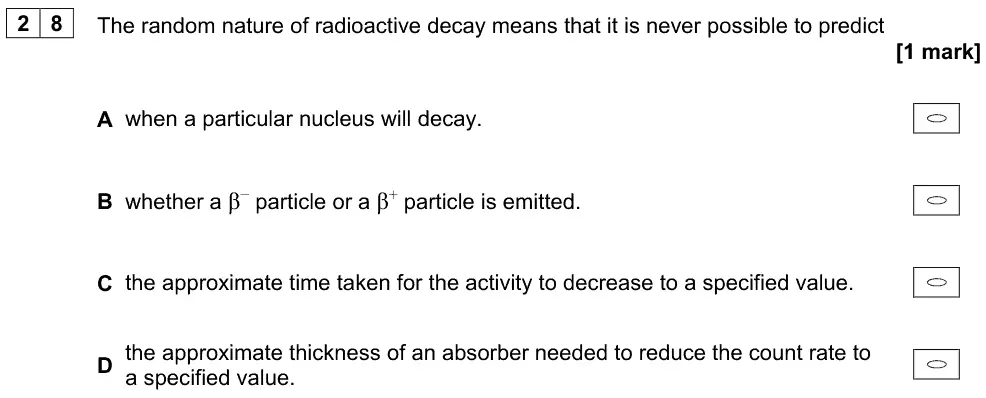 2 8 The random nature of radioactive decay means that it is never possible to predict
[1 mark]
A when a particular nucleus will decay.
B whether a β⁻ particle or a β⁺ particle is emitted.
C the approximate time taken for the activity to decrease to a specified value.
D the approximate thickness of an absorber needed to reduce the count rate to
a specified value.